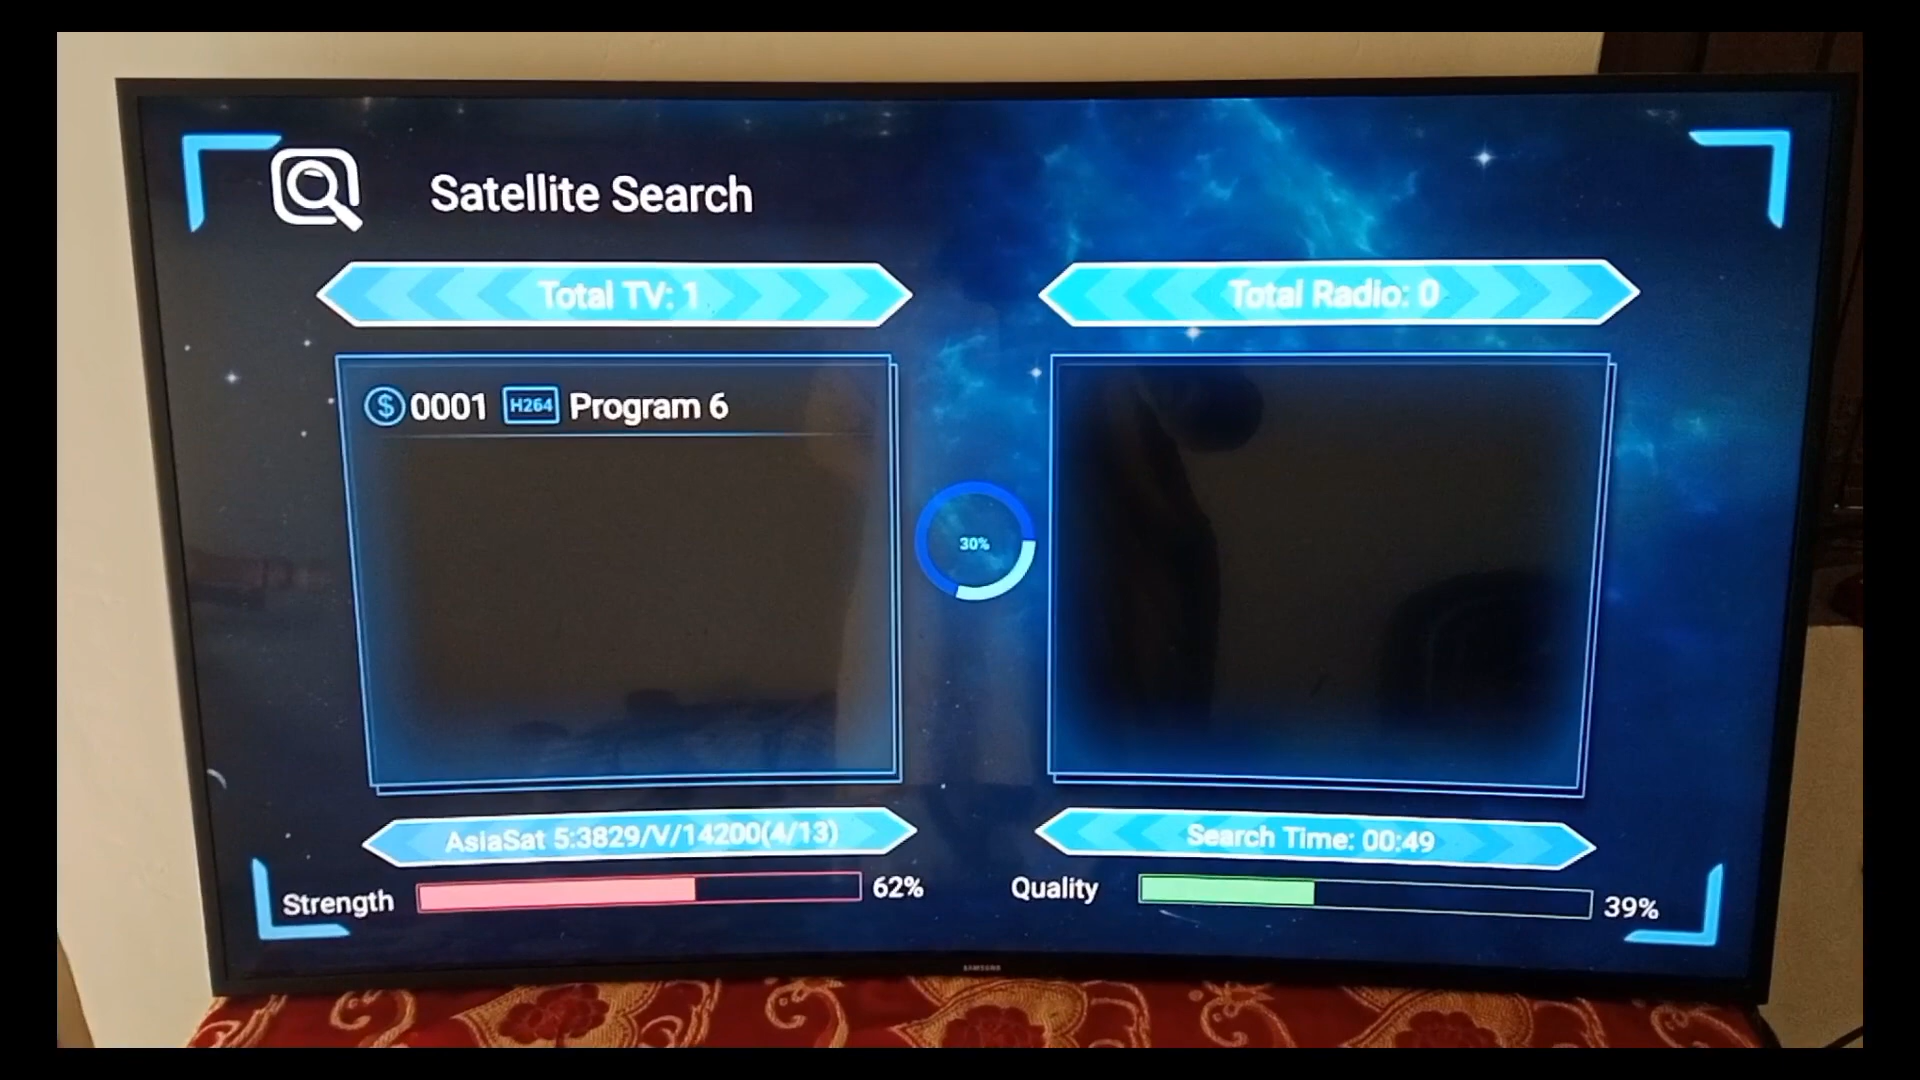 Satellite Search
Total TV: 1
Total Radio: 0
$ 0001 H264 Program 6
30%
AsiaSat 5:3829/V/14200(4/13)
Search Time: 00:49
Strength 62%
Quality 39%
SAMSUNG